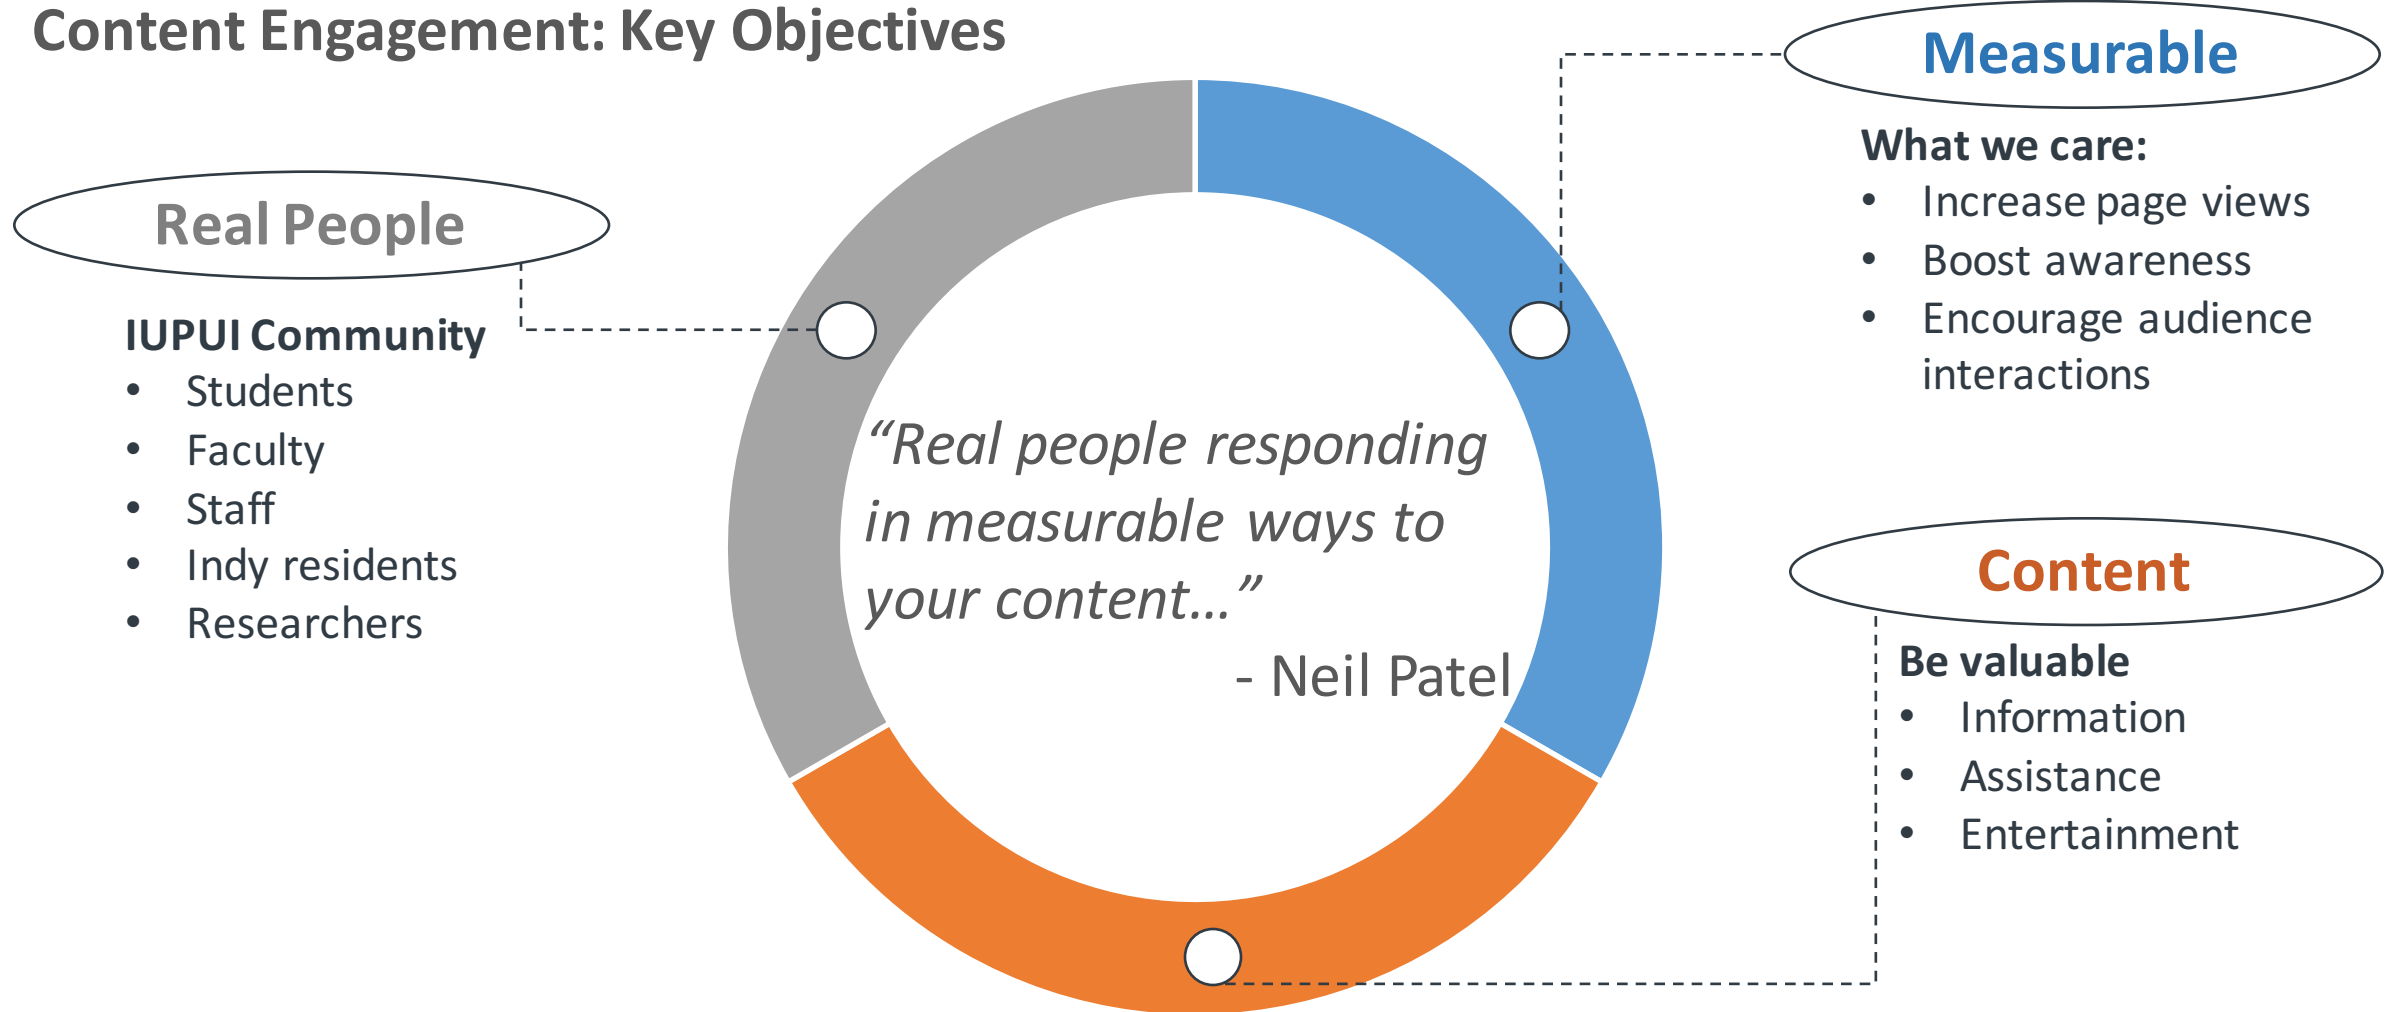 Content Engagement: Key Objectives
Real People
IUPUI Community
• Students
• Faculty
• Staff
• Indy residents
• Researchers
“Real people responding
in measurable ways to
your content…”
- Neil Patel
Measurable
What we care:
• Increase page views
• Boost awareness
• Encourage audience
interactions
Content
Be valuable
• Information
• Assistance
• Entertainment